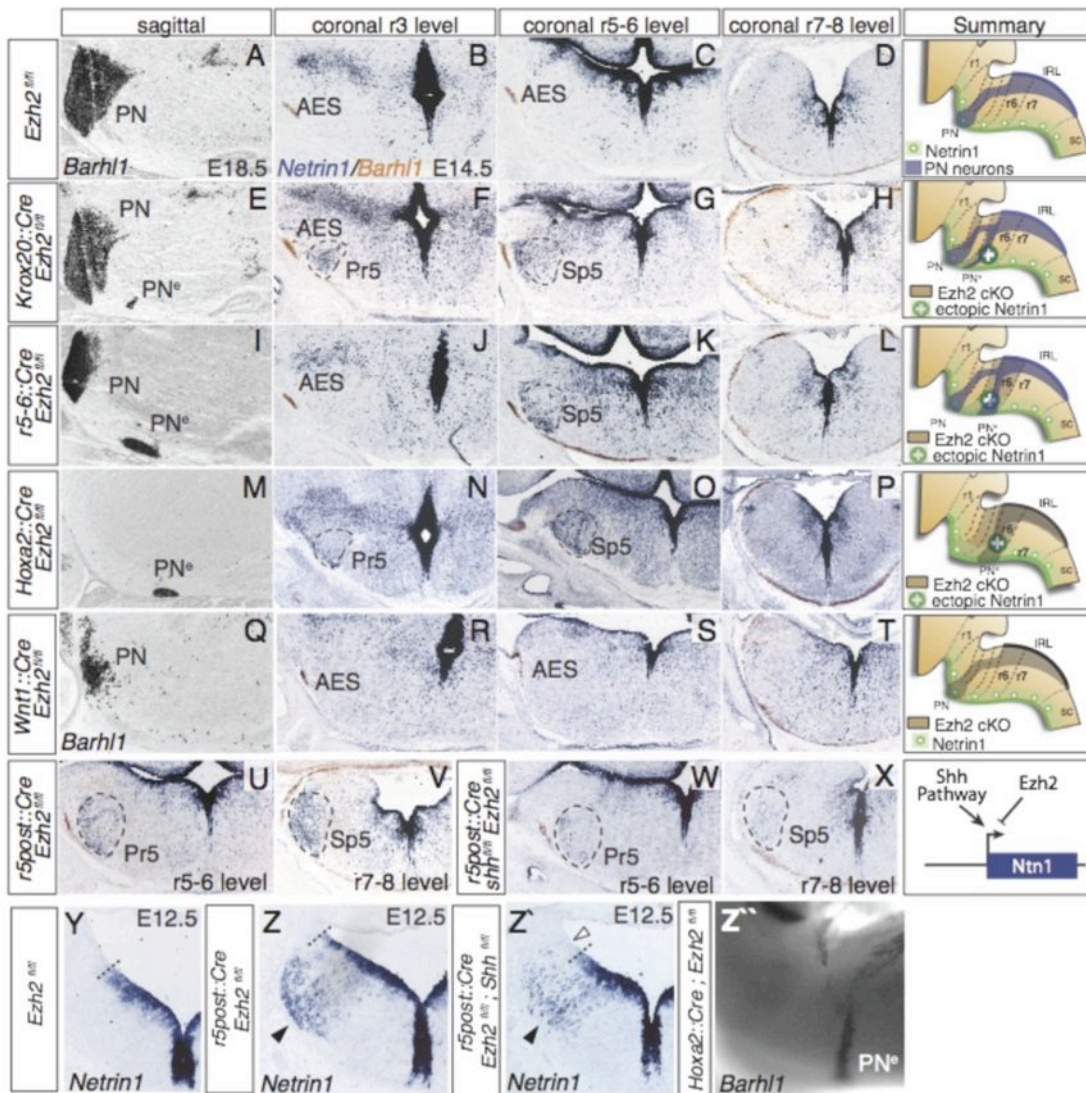 sagittal coronal r3 level coronal r5-6 level coronal r7-8 level Summary
Ezh2 fl/fl
A PN Barhl1 E18.5
B AES Netrin1/Barhl1 E14.5
C AES
D
r1 IRL r6 r7 PN SC
Netrin1
PN neurons
Krox20::Cre
Ezh2 fl/fl
E PN PNe
F AES Pr5
G Sp5
H
r1 IRL r6 r7 PN PNe SC
Ezh2 cKO
ectopic Netrin1
r5-6::Cre
Ezh2 fl/fl
I PN PNe
J AES
K Sp5
L
r1 IRL r6 r7 PN PNe SC
Ezh2 cKO
ectopic Netrin1
Hoxa2::Cre
Ezh2 fl/fl
M PNe
N Pr5
O Sp5
P
r1 IRL r6 r7 PNe SC
Ezh2 cKO
ectopic Netrin1
Wnt1::Cre
Ezh2 fl/fl
Q PN Barhl1
R AES
S AES
T
r1 IRL r6 r7 PN SC
Ezh2 cKO
Netrin1
r5post::Cre
Ezh2 fl/fl
U Pr5 r5-6 level
V Sp5 r7-8 level
r5post::Cre
shh fl/fl Ezh2 fl/fl
W Pr5 r5-6 level
X Sp5 r7-8 level
Shh
Pathway
Ezh2
Ntn1
Ezh2 fl/fl
Y E12.5 Netrin1
r5post::Cre
Ezh2 fl/fl
Z E12.5 Netrin1
r5post::Cre
Ezh2 fl/fl; Shh fl/fl
Z` E12.5 Netrin1
Hoxa2::Cre ; Ezh2 fl/fl
Z`` PNe Barhl1